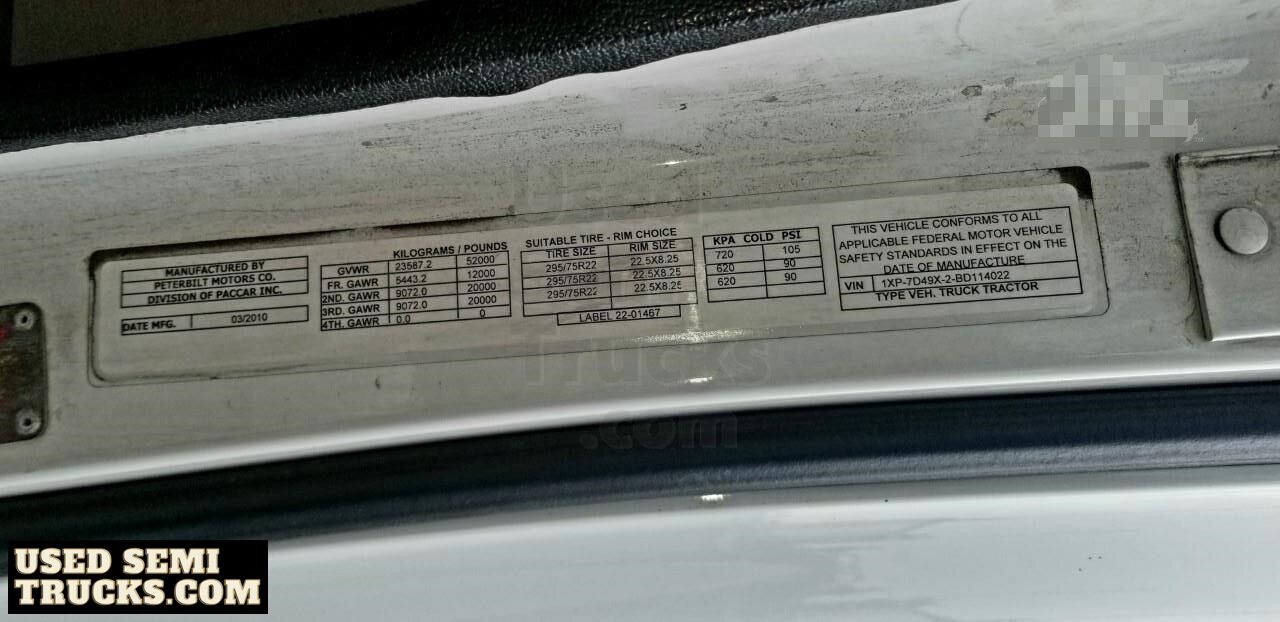 MANUFACTURED BY
PETERBILT MOTORS CO.
DIVISION OF PACCAR INC.
DATE MFG. 03/2010
KILOGRAMS / POUNDS
GVWR 23587.2 52000
FR. GAWR 5443.2 12000
2ND. GAWR 9072.0 20000
3RD. GAWR 9072.0 20000
4TH. GAWR 0.0 0
SUITABLE TIRE - RIM CHOICE
TIRE SIZE RIM SIZE
295/75R22 22.5X8.25
295/75R22 22.5X8.25
295/75R22 22.5X8.25
LABEL 22-01467
KPA COLD PSI
720 105
620 90
620 90
THIS VEHICLE CONFORMS TO ALL
APPLICABLE FEDERAL MOTOR VEHICLE
SAFETY STANDARDS IN EFFECT ON THE
DATE OF MANUFACTURE
VIN 1XP-7D49X-2-BD114022
TYPE VEH. TRUCK TRACTOR
Used
Trucks
.com
USED SEMI
TRUCKS.COM